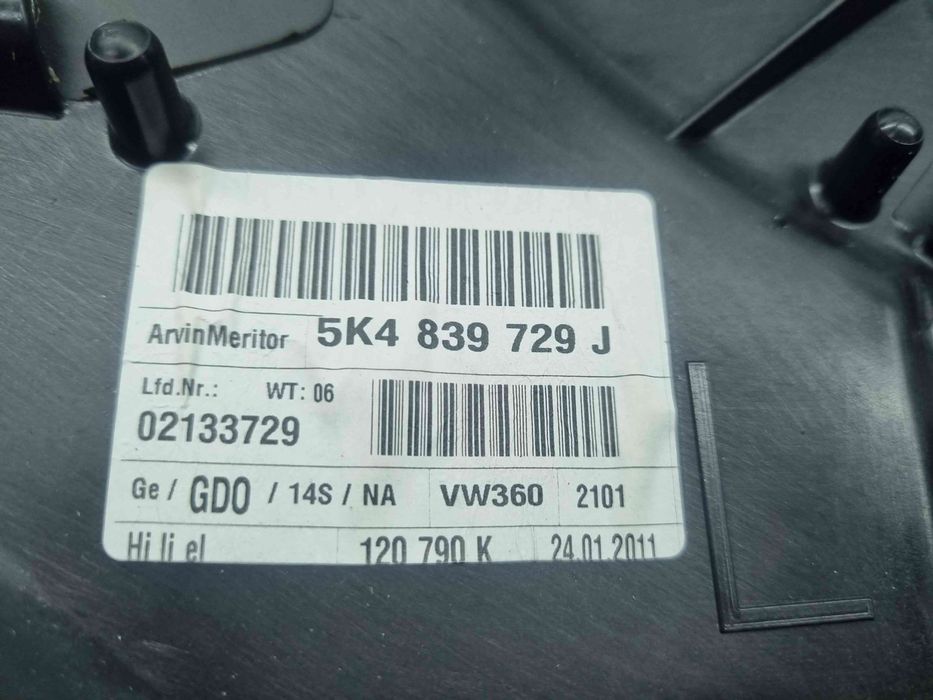 ArvinMeritor 5K4 839 729 J
Lfd.Nr.: WT: 06
02133729
Ge / GDO / 14S / NA VW360 2101
Hi li el 120 790 K 24.01.2011
L